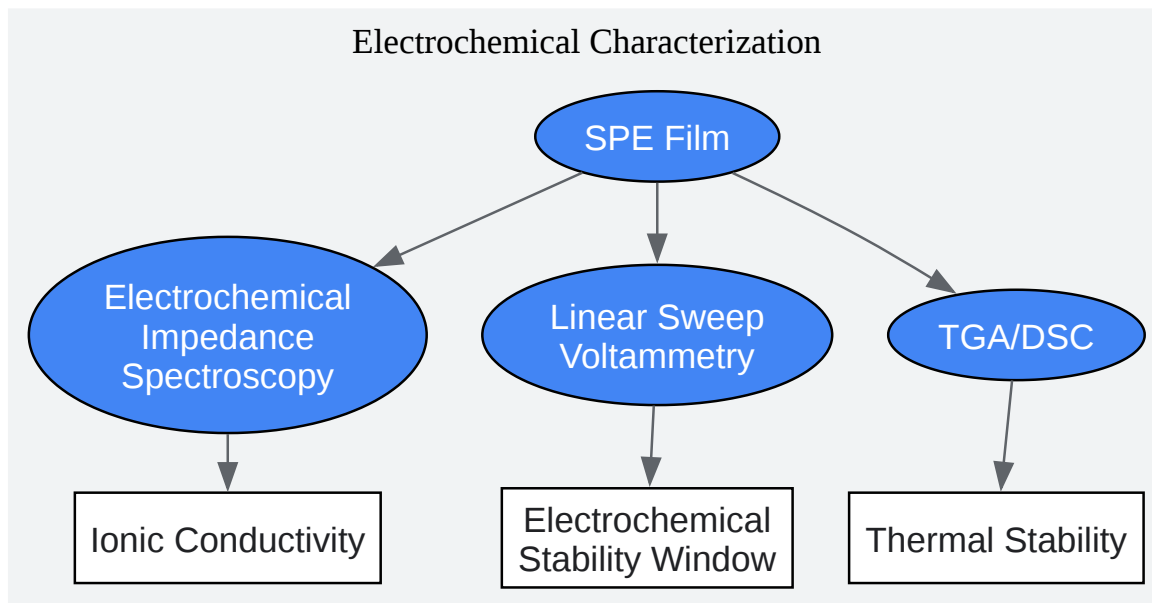 Electrochemical Characterization
SPE Film
Electrochemical
Impedance
Spectroscopy
Linear Sweep
Voltammetry
TGA/DSC
Ionic Conductivity
Electrochemical
Stability Window
Thermal Stability